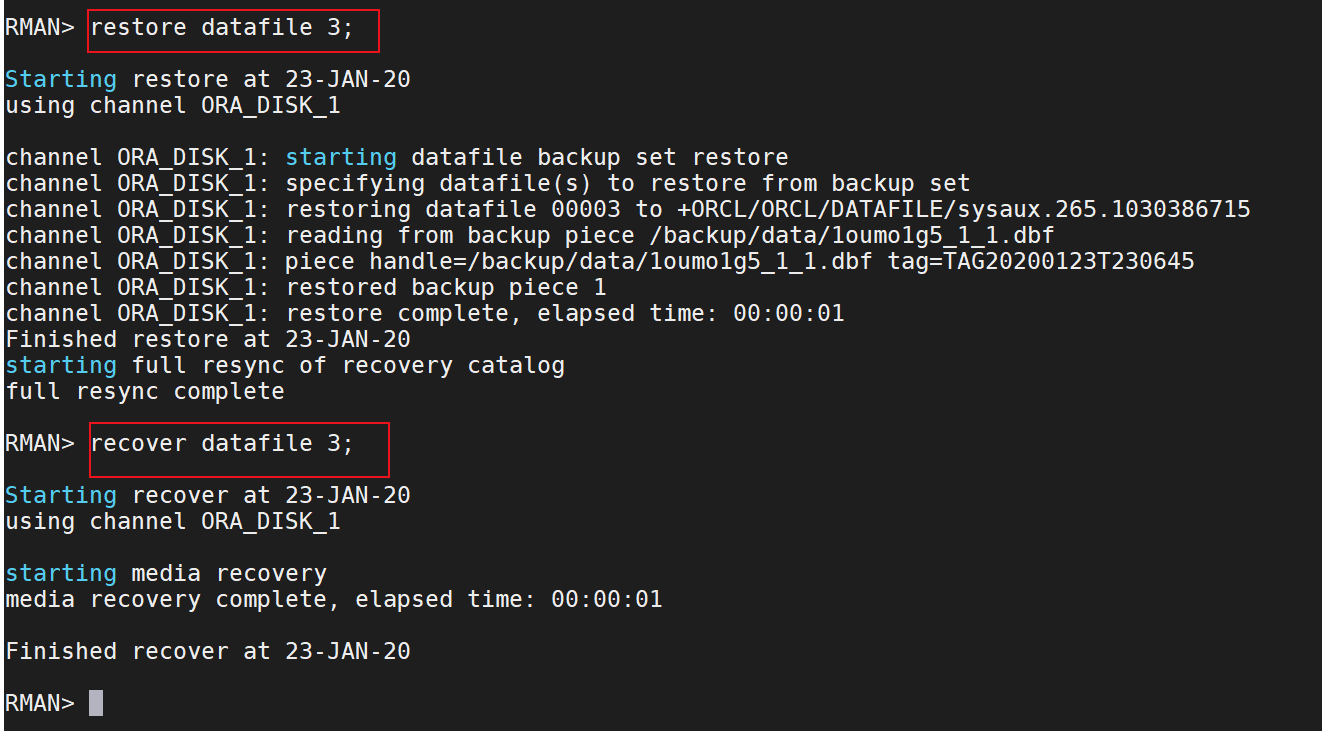 RMAN> restore datafile 3;
Starting restore at 23-JAN-20
using channel ORA_DISK_1
channel ORA_DISK_1: starting datafile backup set restore
channel ORA_DISK_1: specifying datafile(s) to restore from backup set
channel ORA_DISK_1: restoring datafile 00003 to +ORCL/ORCL/DATAFILE/sysaux.265.1030386715
channel ORA_DISK_1: reading from backup piece /backup/data/1oumo1g5_1_1.dbf
channel ORA_DISK_1: piece handle=/backup/data/1oumo1g5_1_1.dbf tag=TAG20200123T230645
channel ORA_DISK_1: restored backup piece 1
channel ORA_DISK_1: restore complete, elapsed time: 00:00:01
Finished restore at 23-JAN-20
starting full resync of recovery catalog
full resync complete
RMAN> recover datafile 3;
Starting recover at 23-JAN-20
using channel ORA_DISK_1
starting media recovery
media recovery complete, elapsed time: 00:00:01
Finished recover at 23-JAN-20
RMAN>